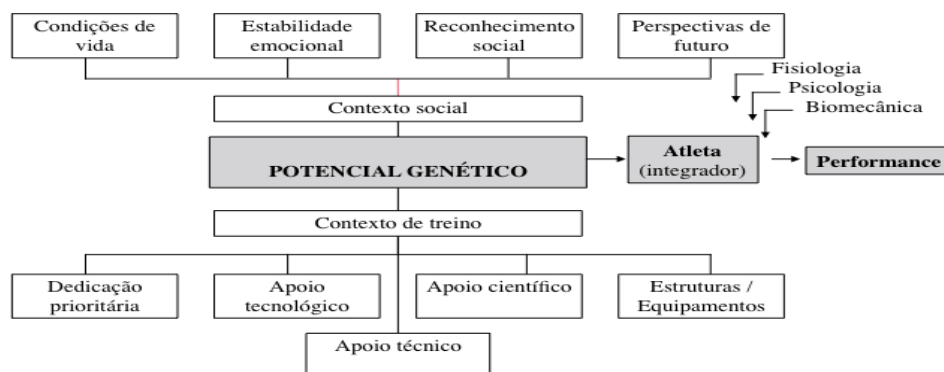 Condições de
vida
Estabilidade
emocional
Reconhecimento
social
Perspectivas de
futuro
Fisiologia
Psicologia
Biomecânica
Contexto social
POTENCIAL GENÉTICO
Atleta
(integrador)
Performance
Contexto de treino
Dedicação
prioritária
Apoio
tecnológico
Apoio científico
Estruturas /
Equipamentos
Apoio técnico